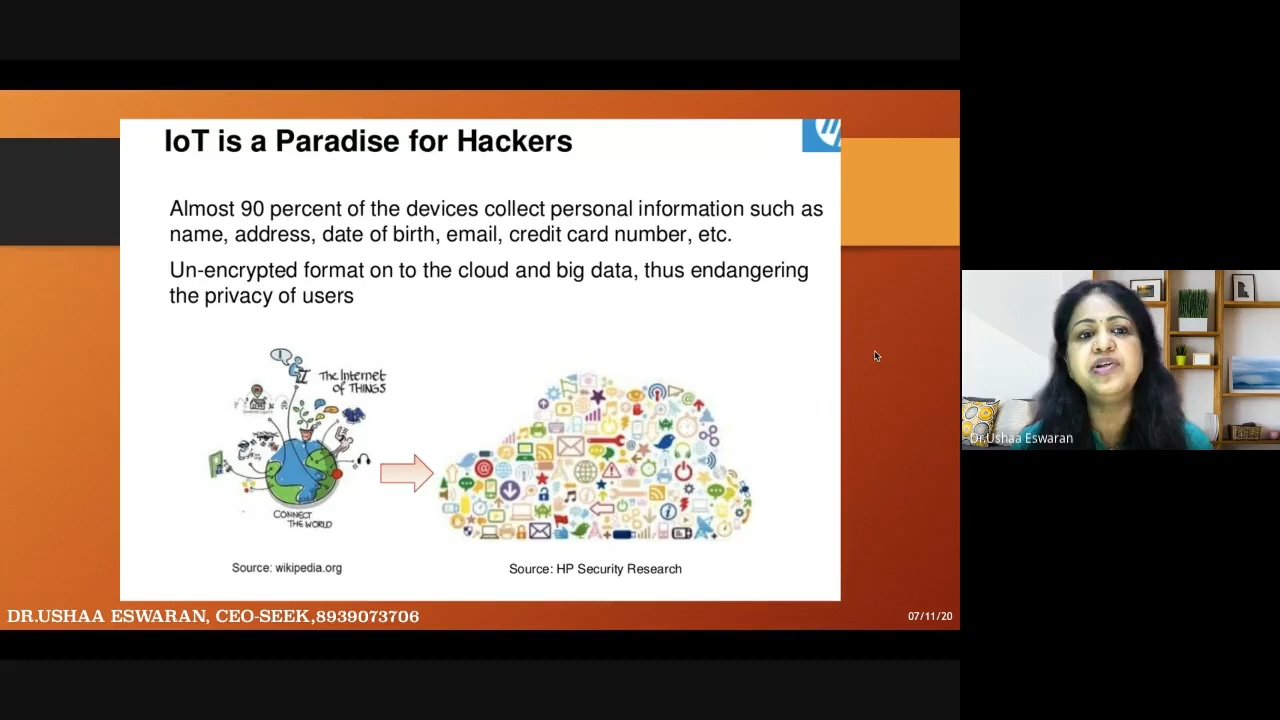 IoT is a Paradise for Hackers
Almost 90 percent of the devices collect personal information such as
name, address, date of birth, email, credit card number, etc.
Un-encrypted format on to the cloud and big data, thus endangering
the privacy of users
The Internet
of THINGS
CONNECT
THE WORLD
Source: wikipedia.org
Source: HP Security Research
DR.USHAA ESWARAN, CEO-SEEK,8939073706
07/11/20
Dr.Ushaa Eswaran